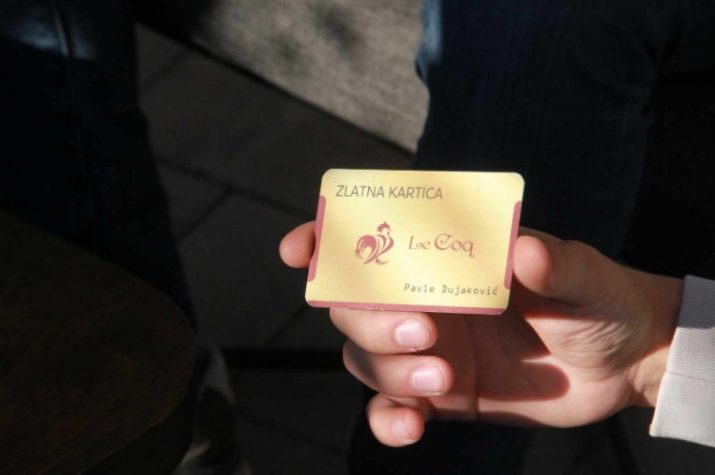 ZLATNA KARTICA
Le Coq
Pavle Dujaković